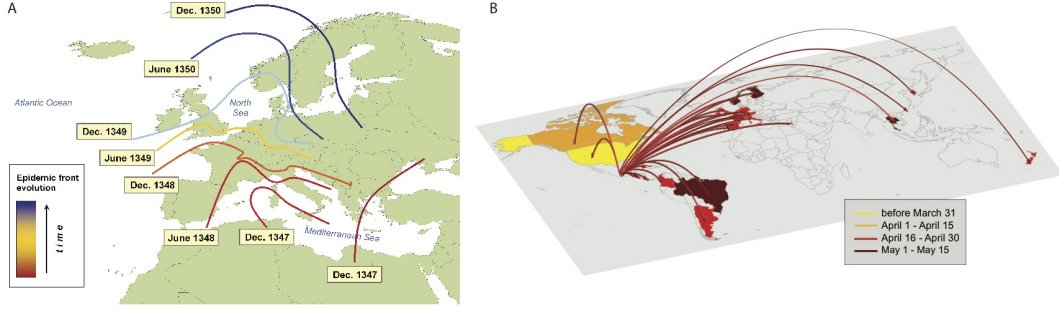 A
Dec. 1350
June 1350
Atlantic Ocean
North
Sea
Dec. 1349
June 1349
Dec. 1348
June 1348
Dec. 1347
Mediterranean Sea
Dec. 1347
Epidemic front
evolution
time
B
before March 31
April 1 - April 15
April 16 - April 30
May 1 - May 15